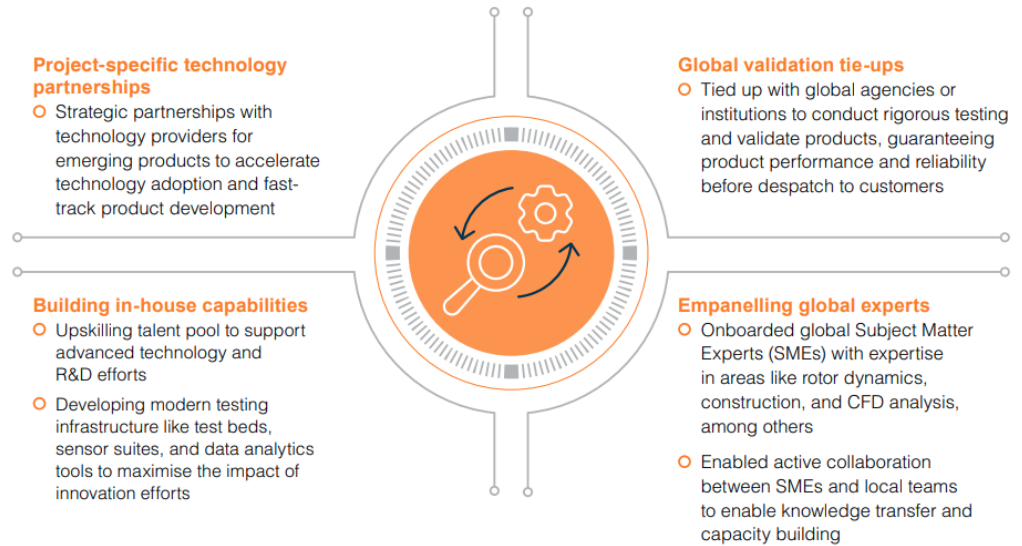 Project-specific technology
partnerships
Strategic partnerships with
technology providers for
emerging products to accelerate
technology adoption and fast-
track product development
Global validation tie-ups
Tied up with global agencies or
institutions to conduct rigorous testing
and validate products, guaranteeing
product performance and reliability
before despatch to customers
Building in-house capabilities
Upskilling talent pool to support
advanced technology and
R&D efforts
Developing modern testing
infrastructure like test beds,
sensor suites, and data analytics
tools to maximise the impact of
innovation efforts
Empanelling global experts
Onboarded global Subject Matter
Experts (SMEs) with expertise
in areas like rotor dynamics,
construction, and CFD analysis,
among others
Enabled active collaboration
between SMEs and local teams
to enable knowledge transfer and
capacity building